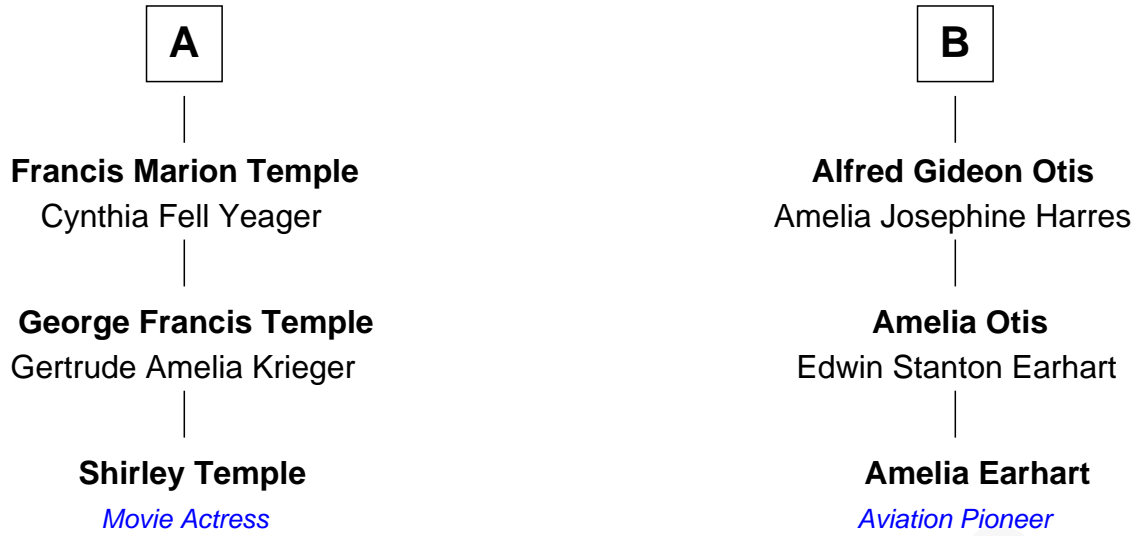 A
B
Francis Marion Temple
Cynthia Fell Yeager
Alfred Gideon Otis
Amelia Josephine Harres
George Francis Temple
Gertrude Amelia Krieger
Amelia Otis
Edwin Stanton Earhart
Shirley Temple
Movie Actress
Amelia Earhart
Aviation Pioneer